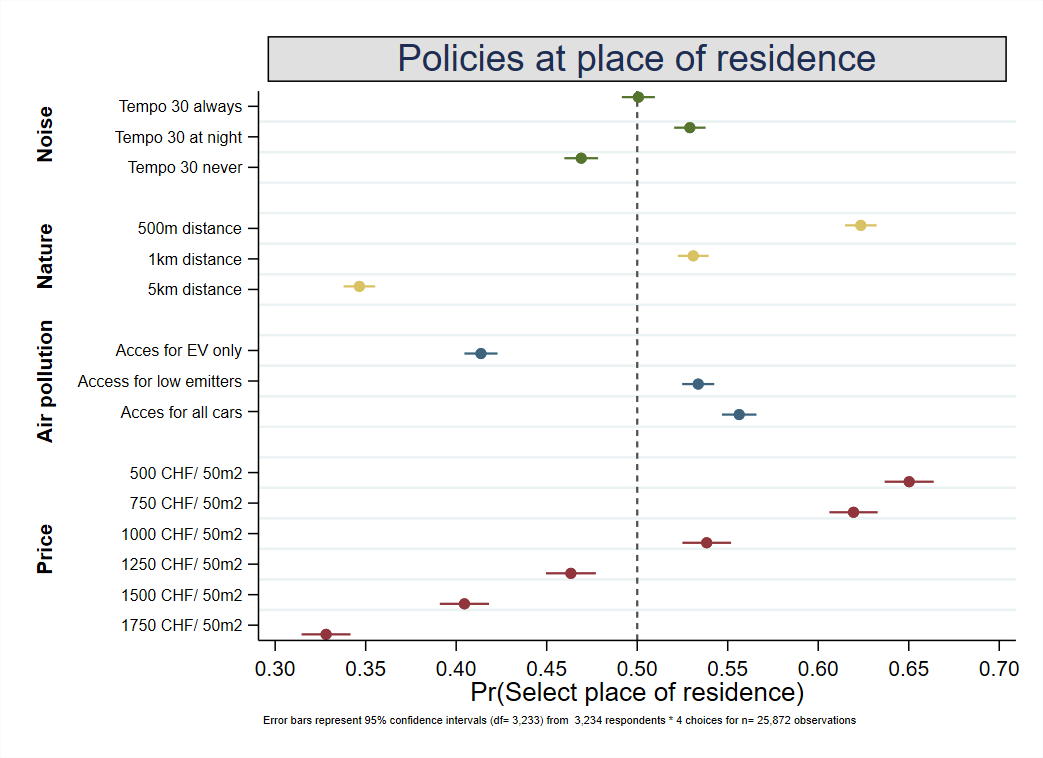 Policies at place of residence
Noise
Tempo 30 always
Tempo 30 at night
Tempo 30 never
Nature
500m distance
1km distance
5km distance
Air pollution
Acces for EV only
Access for low emitters
Acces for all cars
Price
500 CHF/ 50m2
750 CHF/ 50m2
1000 CHF/ 50m2
1250 CHF/ 50m2
1500 CHF/ 50m2
1750 CHF/ 50m2
0.30 0.35 0.40 0.45 0.50 0.55 0.60 0.65 0.70
Pr(Select place of residence)
Error bars represent 95% confidence intervals (df= 3,233) from  3,234 respondents * 4 choices for n= 25,872 observations